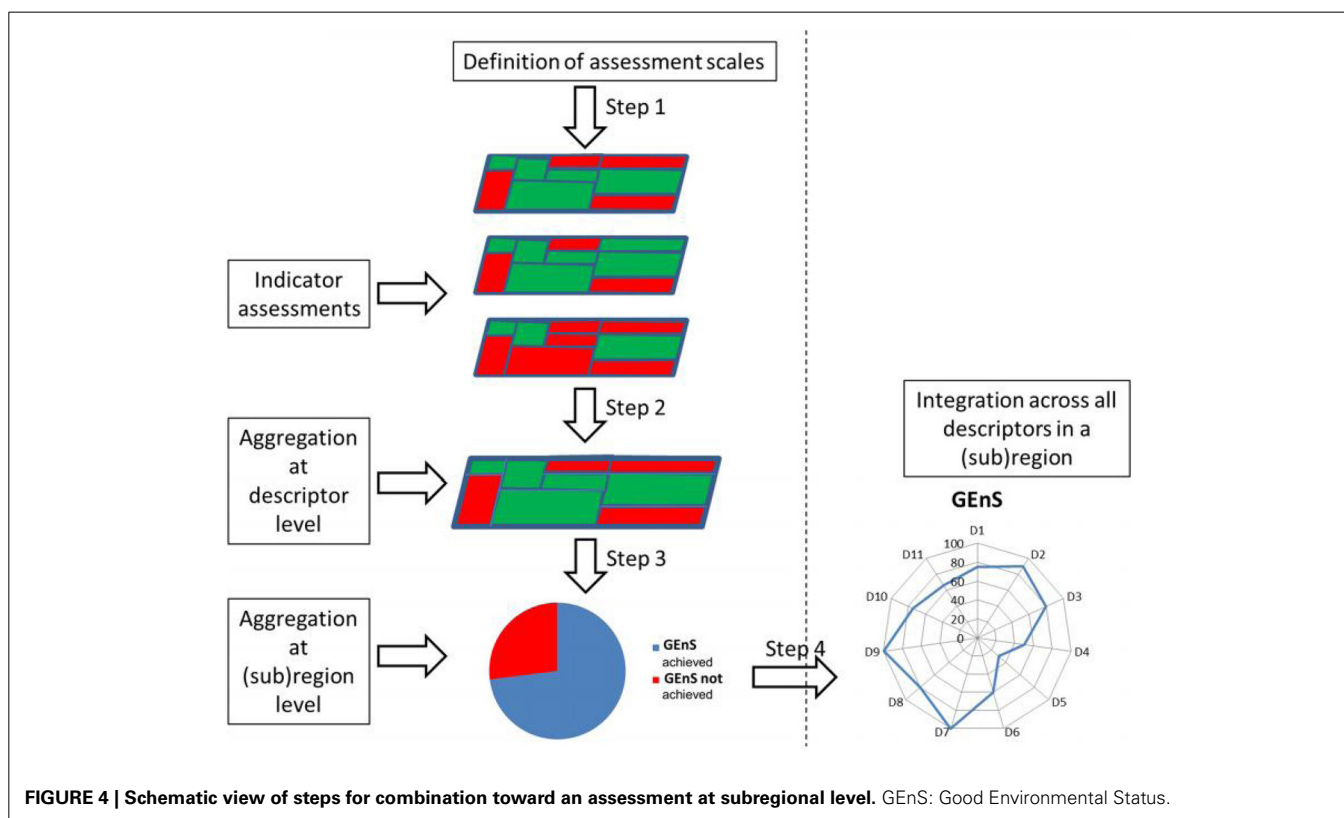 Definition of assessment scales
Step 1
Indicator
assessments
Step 2
Aggregation
at
descriptor
level
Step 3
Aggregation
at
(sub)region
level
GEnS
achieved
GEnS not
achieved
Step 4
Integration across all
descriptors in a
(sub)region
GEnS
D1
D2
D3
D4
D5
D6
D7
D8
D9
D10
D11
100
80
60
40
20
0
FIGURE 4 | Schematic view of steps for combination toward an assessment at subregional level. GEnS: Good Environmental Status.